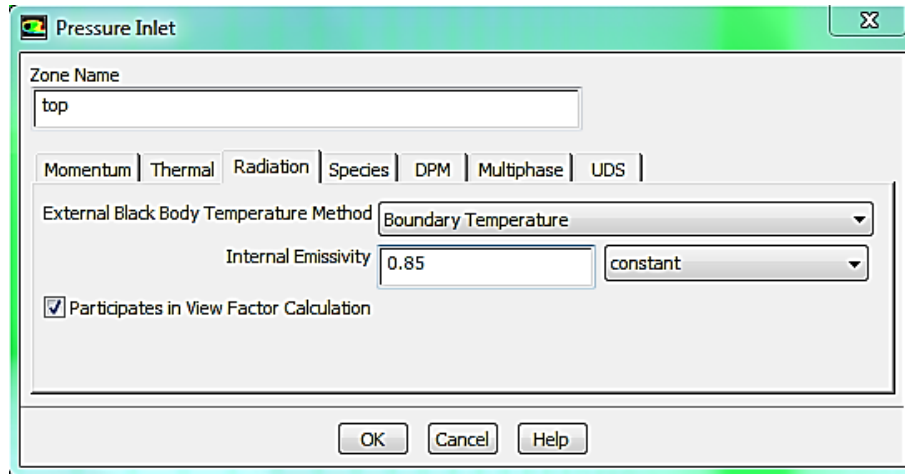 Pressure Inlet
Zone Name
top
Momentum Thermal Radiation Species DPM Multiphase UDS
External Black Body Temperature Method Boundary Temperature
Internal Emissivity 0.85 constant
Participates in View Factor Calculation
OK Cancel Help